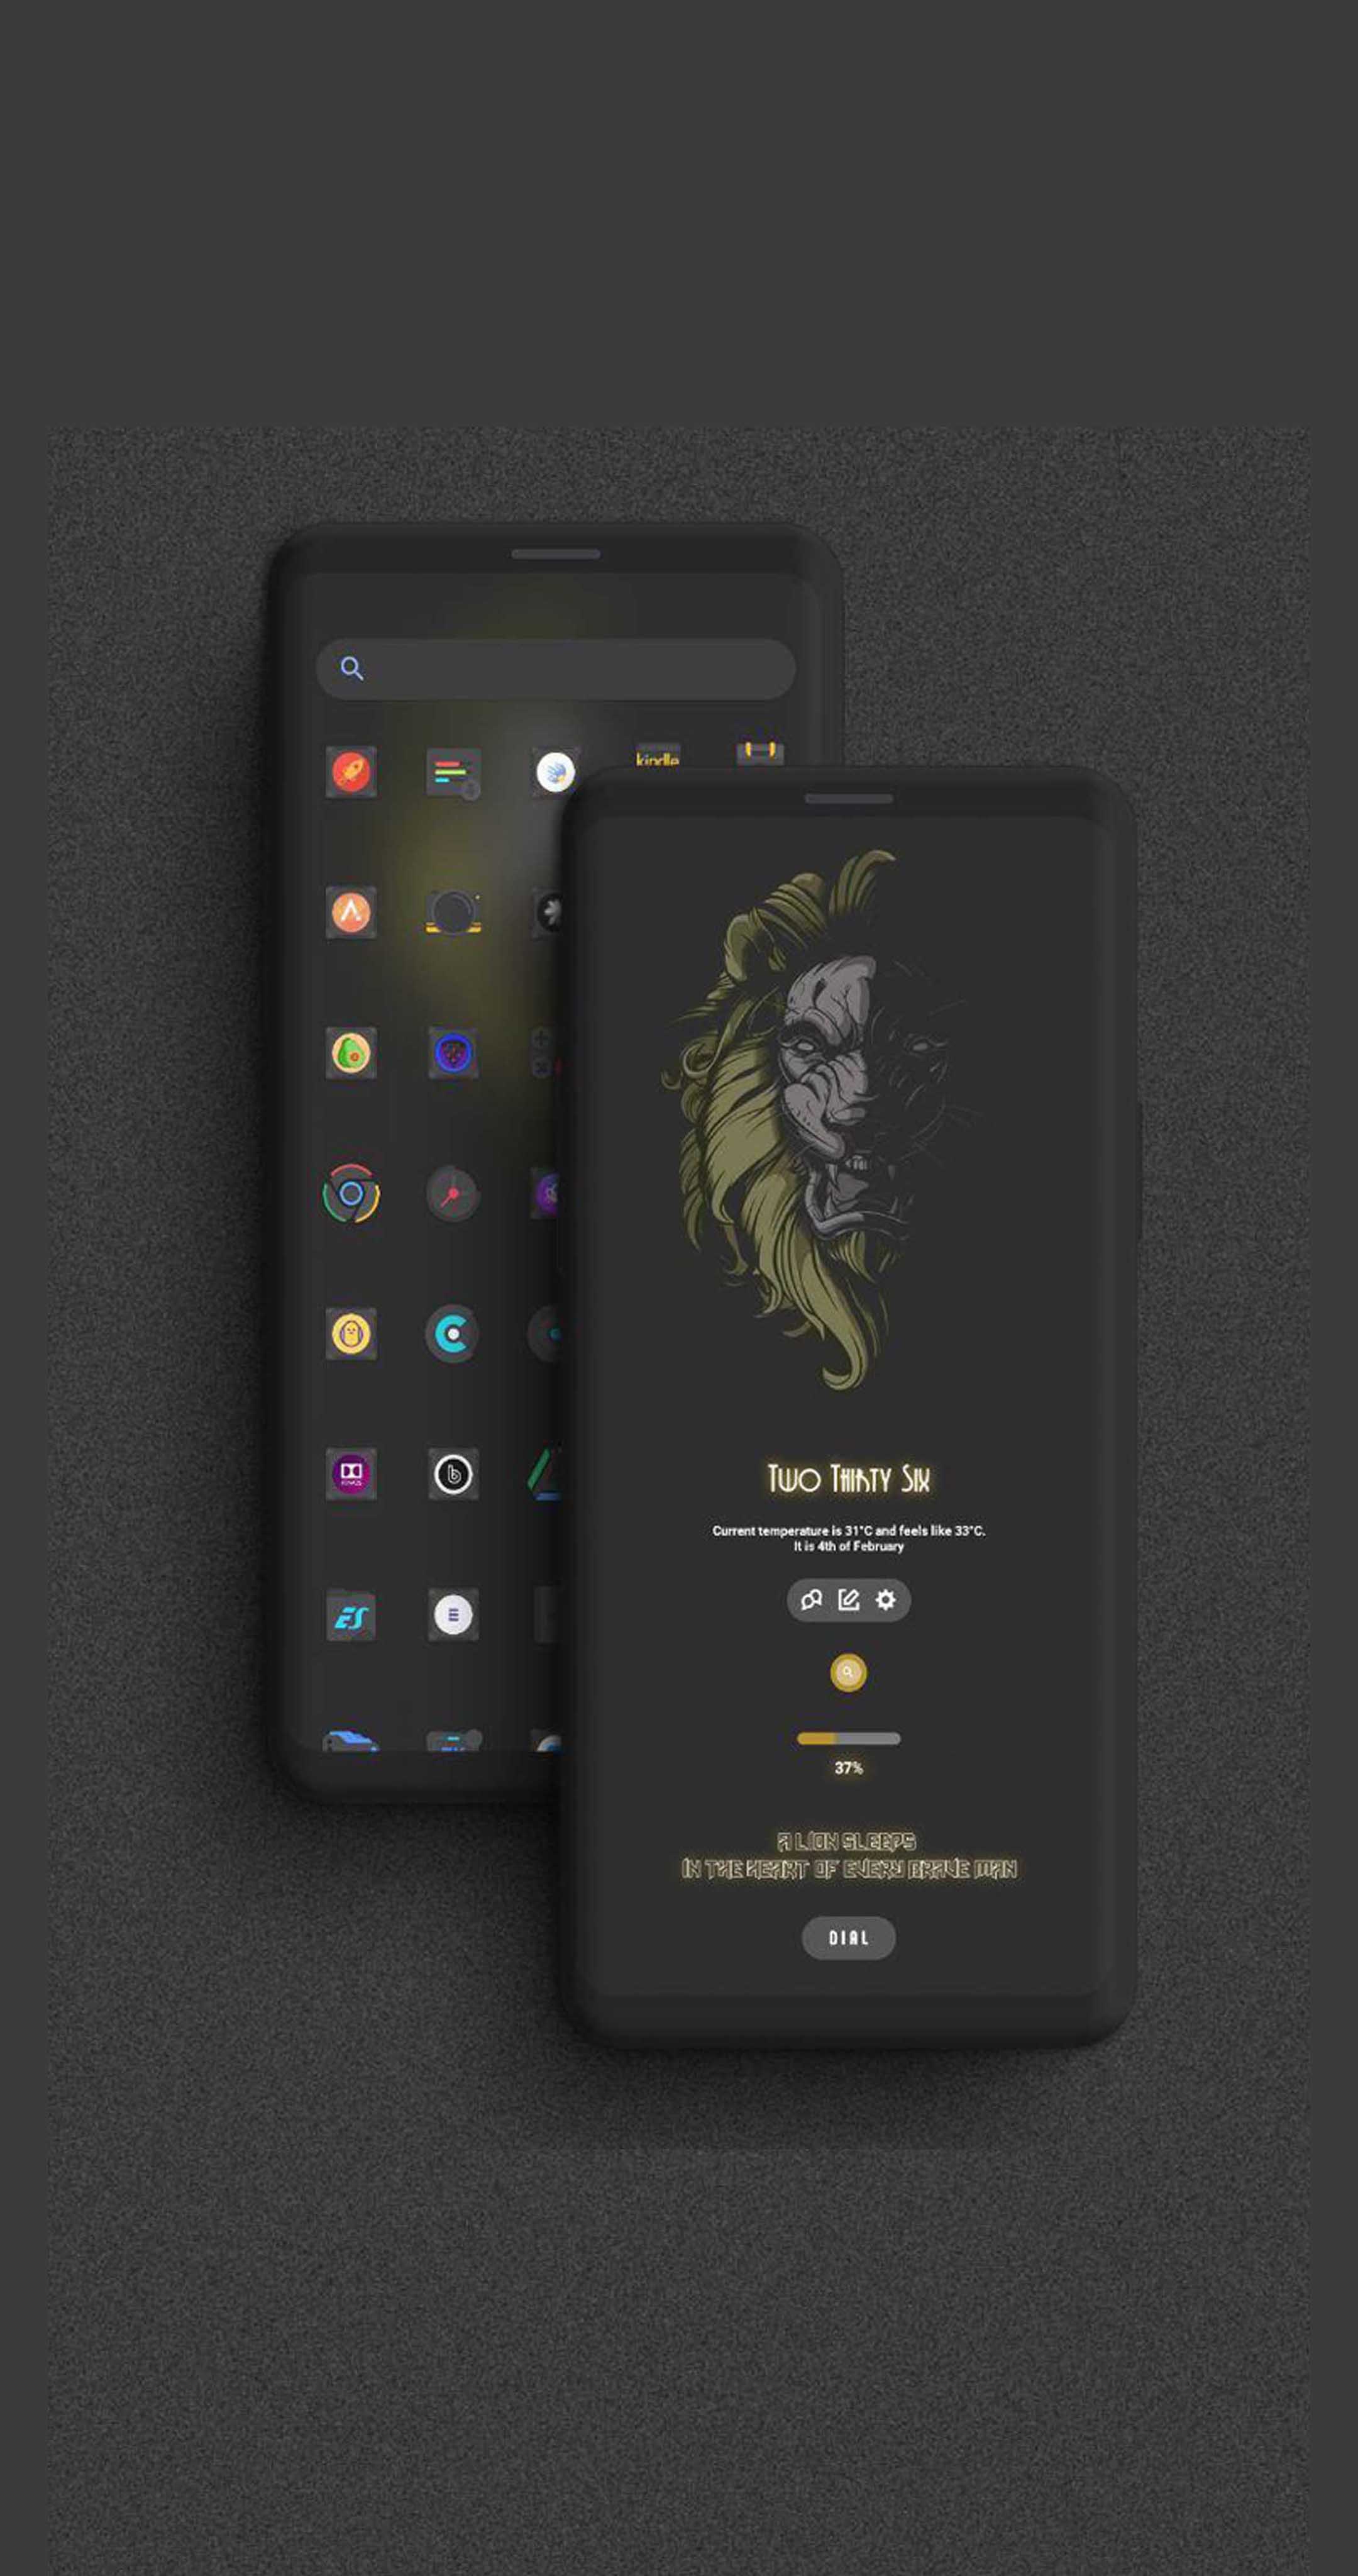 kindle
Two Thirty Six
Current temperature is 31°C and feels like 33°C.
It is 4th of February
ES
37%
A LION SLEEPS
IN THE HEART OF EVERY BRAVE MAN
DIAL